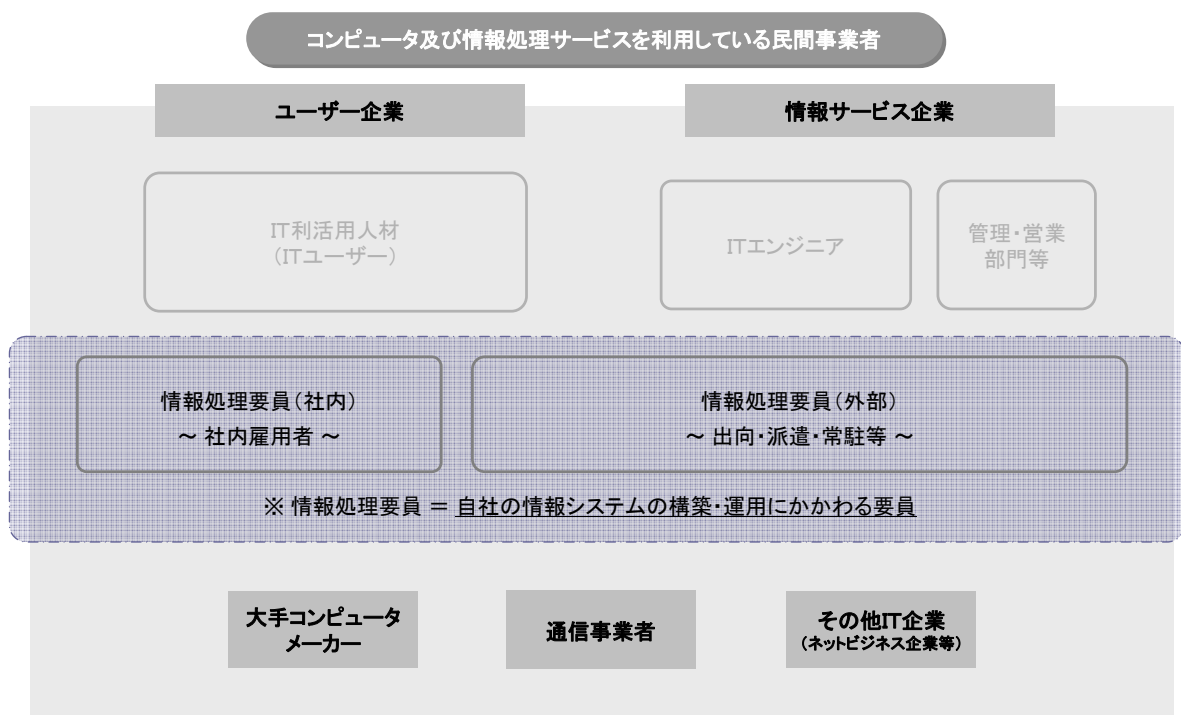 コンピュータ及び情報処理サービスを利用している民間事業者
ユーザー企業
情報サービス企業
IT利活用人材
（ITユーザー）
ITエンジニア
管理・営業
部門等
情報処理要員（社内）
～ 社内雇用者 ～
情報処理要員（外部）
～ 出向・派遣・常駐等 ～
※ 情報処理要員 ＝ 自社の情報システムの構築・運用にかかわる要員
大手コンピュータ
メーカー
通信事業者
その他IT企業
（ネットビジネス企業等）